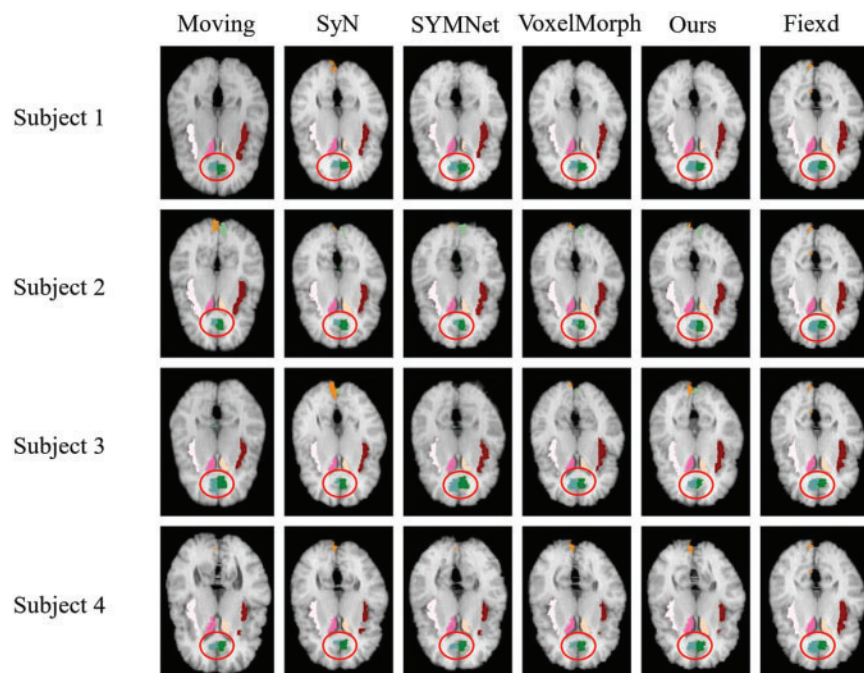 Moving SyN SYMNet VoxelMorph Ours Fiexd
Subject 1
Subject 2
Subject 3
Subject 4